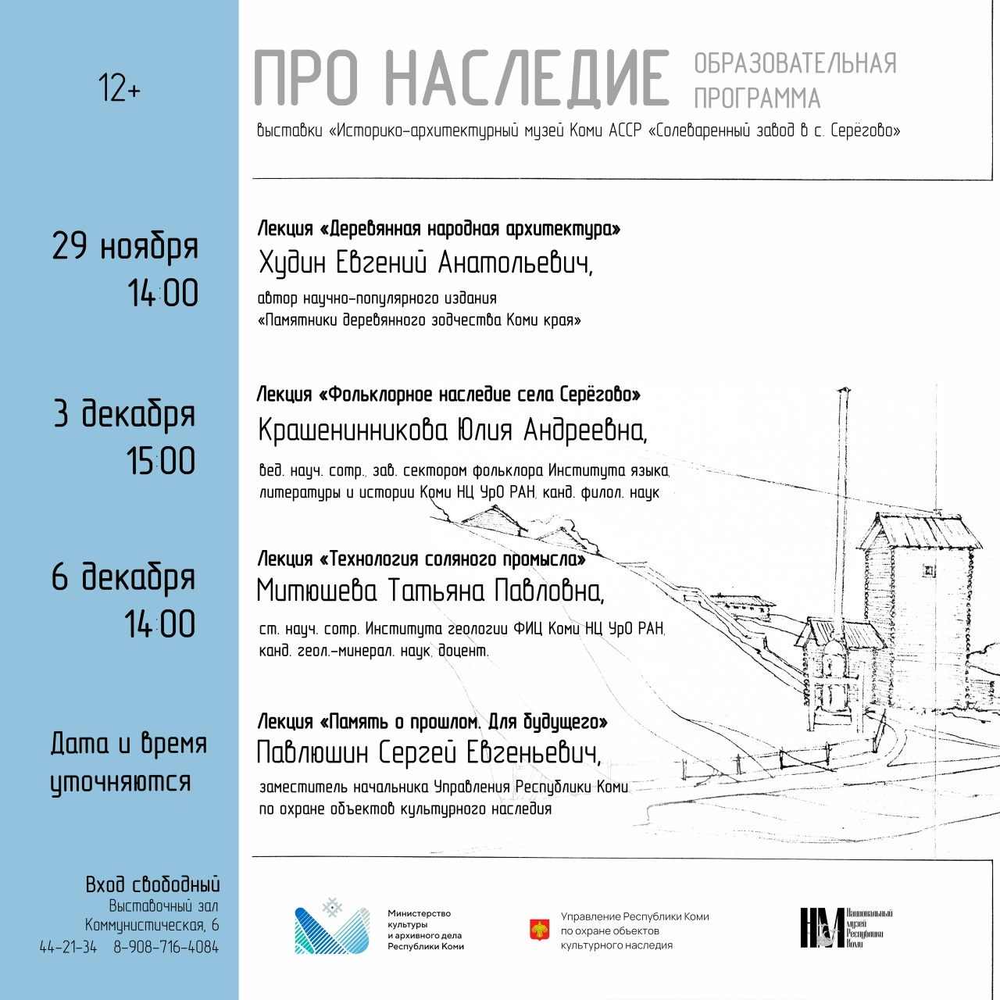 12+
ПРО НАСЛЕДИЕ
ОБРАЗОВАТЕЛЬНАЯ
ПРОГРАММА
выставки «Историко-архитектурный музей Коми АССР «Солеваренный завод в с. Серёгово»
29 ноября
14:00
Лекция «Деревянная народная архитектура»
Худин Евгений Анатольевич,
автор научно-популярного издания
«Памятники деревянного зодчества Коми края»
3 декабря
15:00
Лекция «Фольклорное наследие села Серёгово»
Крашенинникова Юлия Андреевна,
вед. науч. сотр., зав. сектором фольклора Института языка,
литературы и истории Коми НЦ УрО РАН, канд. филол. наук
6 декабря
14:00
Лекция «Технология соляного промысла»
Митюшева Татьяна Павловна,
ст. науч. сотр. Института геологии ФИЦ Коми НЦ УрО РАН,
канд. геол.-минерал. наук, доцент.
Дата и время
уточняются
Лекция «Память о прошлом. Для будущего»
Павлюшин Сергей Евгеньевич,
заместитель начальника Управления Республики Коми
по охране объектов культурного наследия
Вход свободный
Выставочный зал
Коммунистическая, 6
44-21-34 8-908-716-4084
Министерство
культуры
и архивного дела
Республики Коми
Управление Республики Коми
по охране объектов
культурного наследия
НМ
Национальный
музей
Республики
Коми